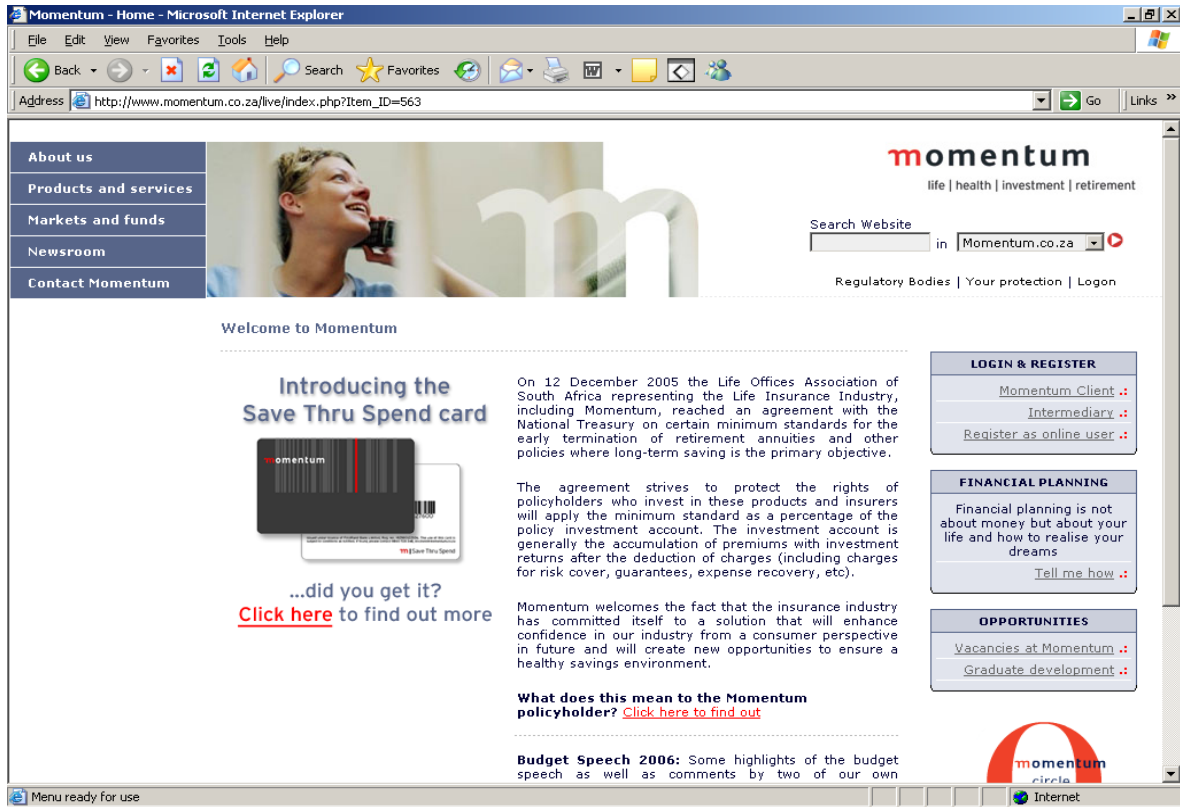 Momentum - Home - Microsoft Internet Explorer
File Edit View Favorites Tools Help
Back Search Favorites
Address http://www.momentum.co.za/live/index.php?Item_ID=563 Go Links »
About us
Products and services
Markets and funds
Newsroom
Contact Momentum
momentum
life | health | investment | retirement
Search Website
in Momentum.co.za
Regulatory Bodies | Your protection | Logon
Welcome to Momentum
Introducing the
Save Thru Spend card
momentum
Save Thru Spend
...did you get it?
Click here to find out more
On 12 December 2005 the Life Offices Association of
South Africa representing the Life Insurance Industry,
including Momentum, reached an agreement with the
National Treasury on certain minimum standards for the
early termination of retirement annuities and other
policies where long-term saving is the primary objective.
The agreement strives to protect the rights of
policyholders who invest in these products and insurers
will apply the minimum standard as a percentage of the
policy investment account. The investment account is
generally the accumulation of premiums with investment
returns after the deduction of charges (including charges
for risk cover, guarantees, expense recovery, etc).
Momentum welcomes the fact that the insurance industry
has committed itself to a solution that will enhance
confidence in our industry from a consumer perspective
in future and will create new opportunities to ensure a
healthy savings environment.
What does this mean to the Momentum
policyholder? Click here to find out
Budget Speech 2006: Some highlights of the budget
speech as well as comments by two of our own
LOGIN & REGISTER
Momentum Client .:
Intermediary .:
Register as online user .:
FINANCIAL PLANNING
Financial planning is not
about money but about your
life and how to realise your
dreams
Tell me how .:
OPPORTUNITIES
Vacancies at Momentum .:
Graduate development .:
momentum
circle
Menu ready for use Internet